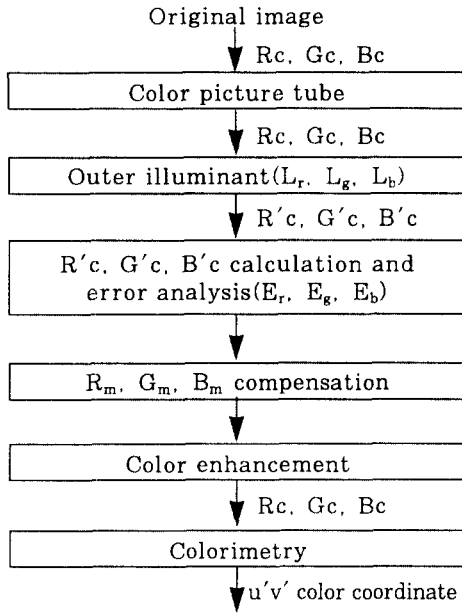 Original image
Rc, Gc, Bc
Color picture tube
Rc, Gc, Bc
Outer illuminant(Lr, Lg, Lb)
R′c, G′c, B′c
R′c, G′c, B′c calculation and
error analysis(Er, Eg, Eb)
Rm, Gm, Bm compensation
Color enhancement
Rc, Gc, Bc
Colorimetry
u′v′ color coordinate